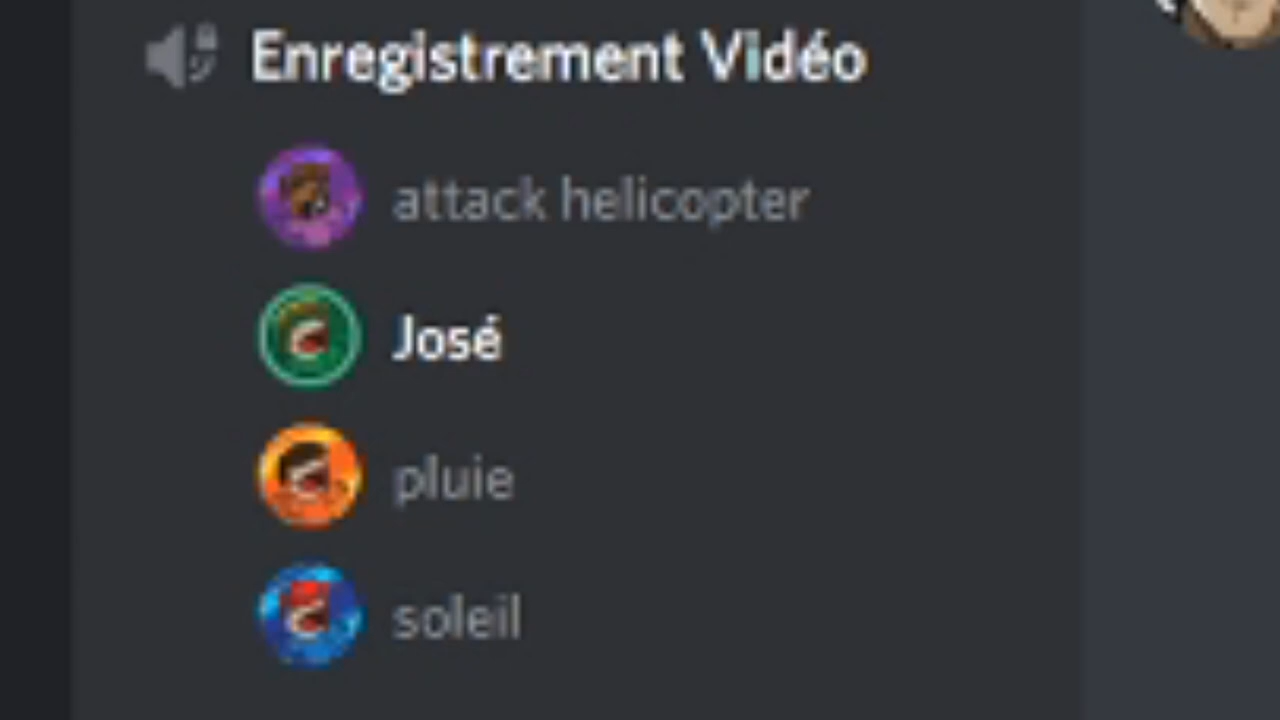 Enregistrement Vidéo
attack helicopter
José
pluie
soleil